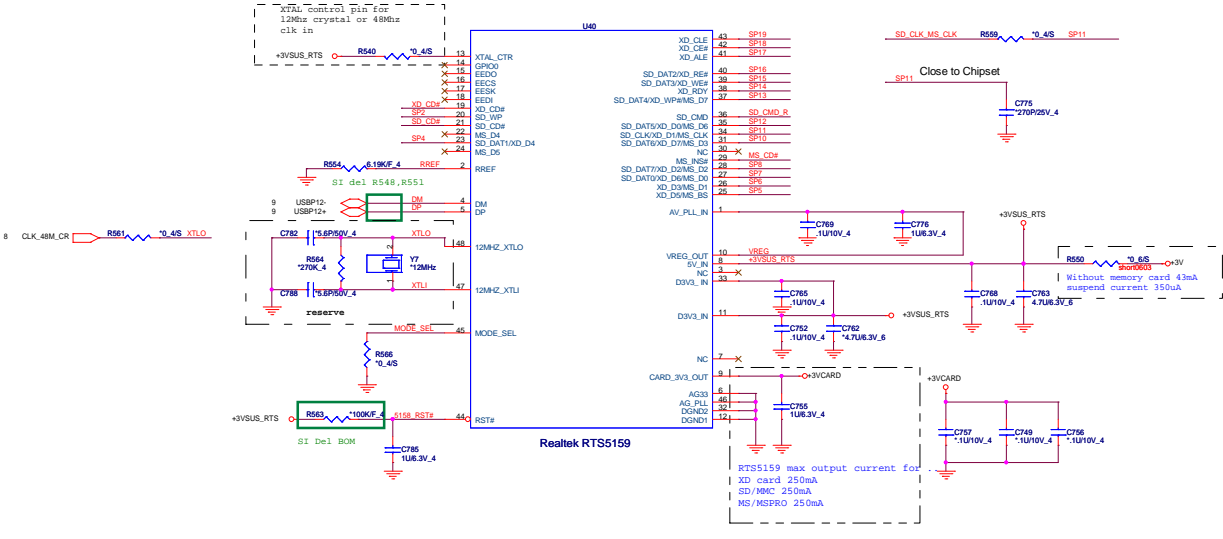 XTAL control pin for
12Mhz crystal or 48Mhz
clk in
+3VSUS_RTS
R540
*0_4/S
U40
13 XTAL_CTR
14 GPIO0
15 EEDO
16 EECS
17 EESK
18 EEDI
XD_CD# 19 XD_CD#
SP2 20 SD_WP
SD_CD# 21 SD_CD#
22 MS_D4
SP4 23 SD_DAT1/XD_D4
24 MS_D5
R554 6.19K/F_4 RREF 2 RREF
SI del R548,R551
9 USBP12- DM 4 DM
9 USBP12+ DP 5 DP
8 CLK_48M_CR R561 *0_4/S XTLO
C782 *5.6P/50V_4 XTLO 48 12MHZ_XTLO
R564
*270K_4
2
Y7
*12MHz
1
C788 *5.6P/50V_4 XTLI 47 12MHZ_XTLI
reserve
MODE_SEL 45 MODE_SEL
R566
*0_4/S
+3VSUS_RTS R563 *100K/F_4 5158_RST# 44 RST#
SI Del BOM
C785
1U/6.3V_4
Realtek RTS5159
XD_CLE 43 SP19
XD_CE# 42 SP18
XD_ALE 41 SP17
SD_DAT2/XD_RE# 40 SP16
SD_DAT3/XD_WE# 39 SP15
XD_RDY 38 SP14
SD_DAT4/XD_WP#/MS_D7 37 SP13
SD_CMD 36 SD_CMD_R
SD_DAT5/XD_D0/MS_D6 35 SP12
SD_CLK/XD_D1/MS_CLK 34 SP11
SD_DAT6/XD_D7/MS_D3 31 SP10
NC 30
MS_INS# 29 MS_CD#
SD_DAT7/XD_D2/MS_D2 28 SP8
SD_DAT0/XD_D6/MS_D0 27 SP7
XD_D3/MS_D1 26 SP6
XD_D5/MS_BS 25 SP5
AV_PLL_IN 1
VREG_OUT 10 VREG
5V_IN 8 +3VSUS_RTS
NC 3
D3V3_ IN 33
D3V3_IN 11
NC 7
CARD_3V3_OUT 9
AG33 6
AG_PLL 46
DGND2 32
DGND1 12
SD_CLK_MS_CLK R559 *0_4/S SP11
Close to Chipset
SP11
C775
*270P/25V_4
C769
.1U/10V_4
C776
1U/6.3V_4
+3VSUS_RTS
R550 *0_6/S +3V
short0603
Without memory card 43mA
suspend current 350uA
C765
.1U/10V_4
C768
.1U/10V_4
C763
4.7U/6.3V_6
C752
.1U/10V_4
C762
*4.7U/6.3V_6
+3VSUS_RTS
+3VCARD
C755
1U/6.3V_4
+3VCARD
C757
*.1U/10V_4
C749
*.1U/10V_4
C756
*.1U/10V_4
RTS5159 max output current for ..
XD card 250mA
SD/MMC 250mA
MS/MSPRO 250mA